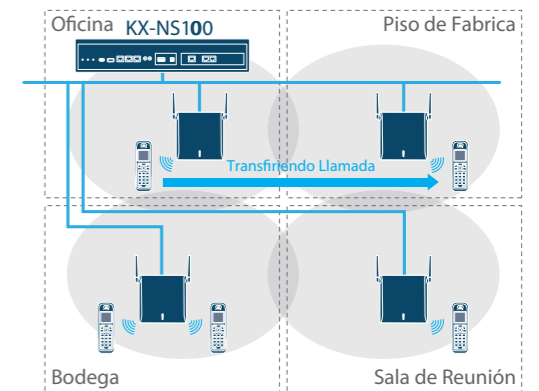 Oficina
KX-NS100
Piso de Fabrica
Transfiriendo Llamada
Bodega
Sala de Reunión